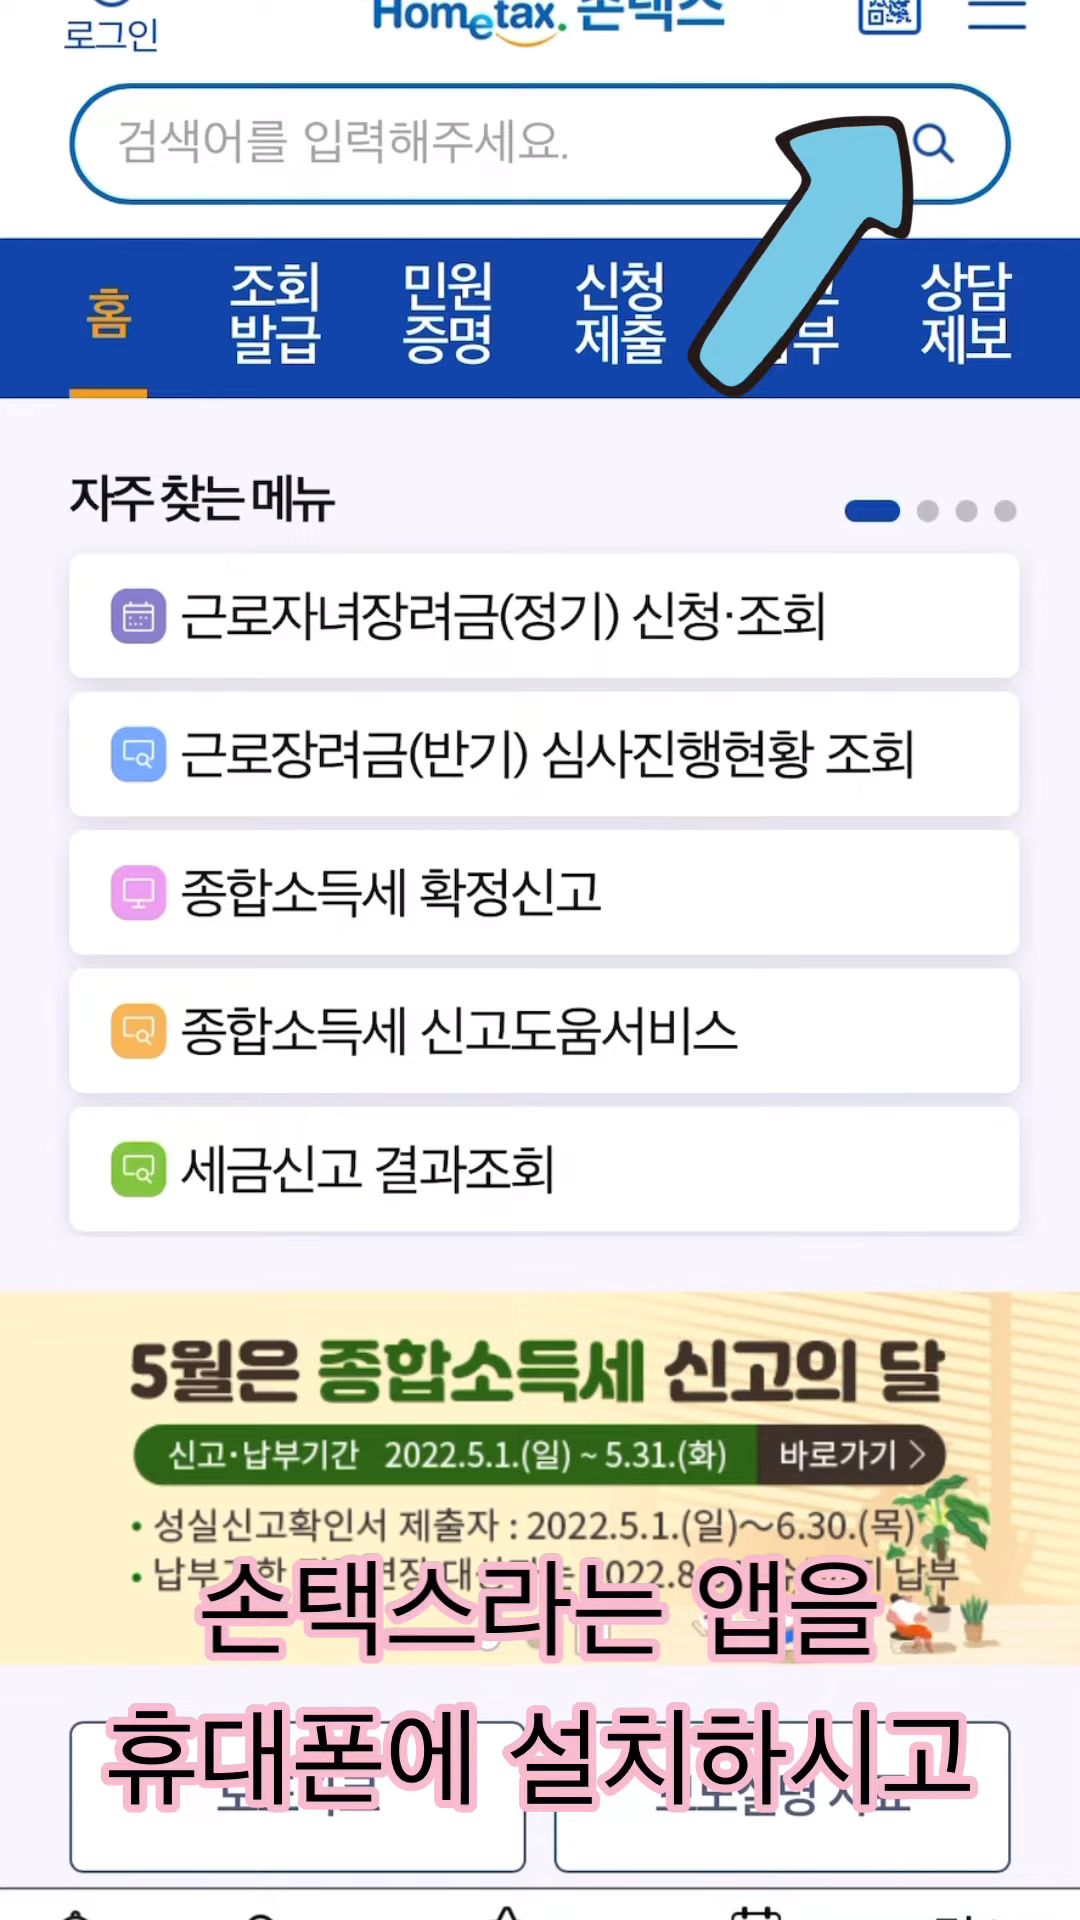 로그인
Hometax. 손택스
검색어를 입력해주세요.
홈
조회
발급
민원
증명
신청
제출
부
상담
제보
자주 찾는 메뉴
근로자녀장려금(정기) 신청·조회
근로장려금(반기) 심사진행현황 조회
종합소득세 확정신고
종합소득세 신고도움서비스
세금신고 결과조회
5월은 종합소득세 신고의 달
신고·납부기간 2022.5.1.(일) ~ 5.31.(화) 바로가기 >
• 성실신고확인서 제출자 : 2022.5.1.(일)~6.30.(목)
• 납부
납부
손택스라는 앱을
휴대폰에 설치하시고